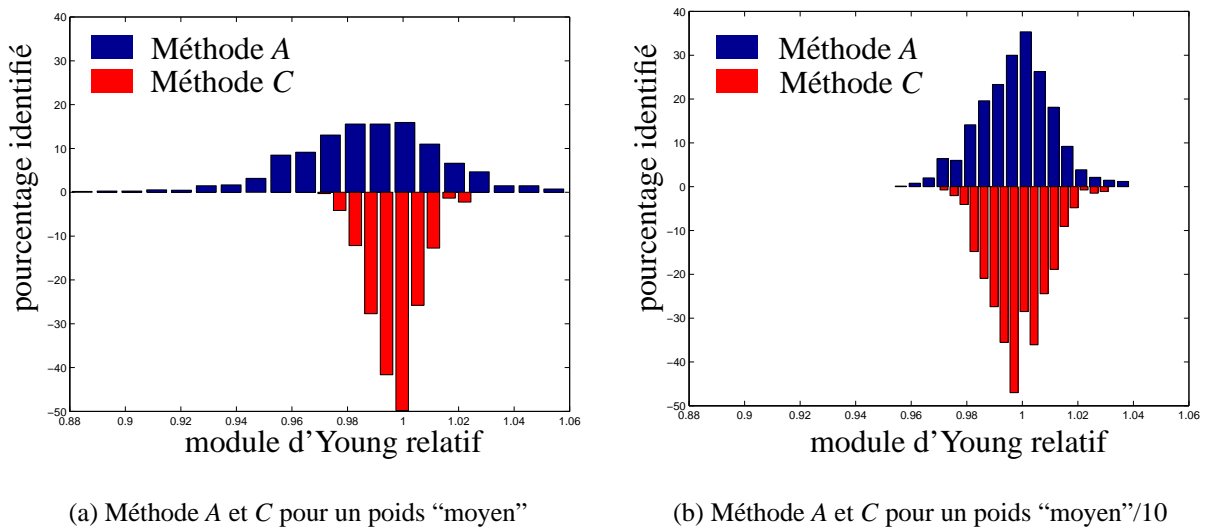 40
30
20
10
0
−10
−20
−30
−40
−50
pourcentage identifié
Méthode A
Méthode C
0.88 0.9 0.92 0.94 0.96 0.98 1 1.02 1.04 1.06
module d'Young relatif
(a) Méthode A et C pour un poids “moyen”
40
30
20
10
0
−10
−20
−30
−40
−50
pourcentage identifié
Méthode A
Méthode C
0.88 0.9 0.92 0.94 0.96 0.98 1 1.02 1.04 1.06
module d'Young relatif
(b) Méthode A et C pour un poids “moyen”/10